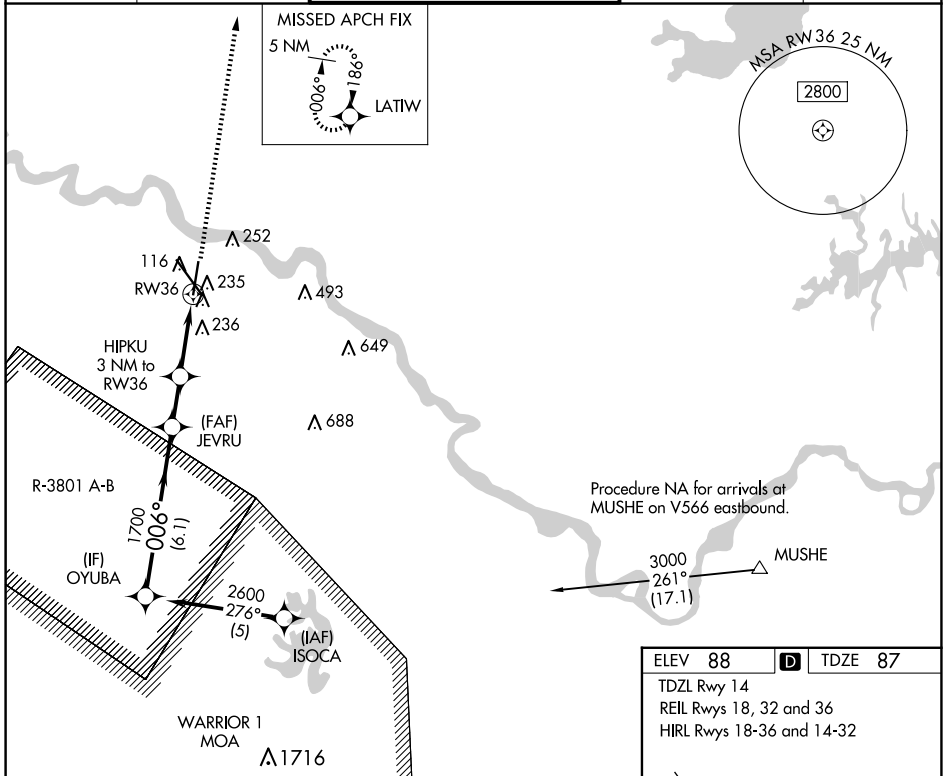 MISSED APCH FIX
5 NM
006°
186°
LATIW
MSA RW36 25 NM
2800
252
116
235
RW36
493
236
HIPKU
3 NM to
RW36
649
(FAF)
JEVRU
688
R-3801 A-B
1700
006°
(6.1)
(IF)
OYUBA
2600
276°
(5)
(IAF)
ISOCA
Procedure NA for arrivals at
MUSHE on V566 eastbound.
3000
261°
(17.1)
MUSHE
WARRIOR 1
MOA
1716
ELEV 88 D TDZE 87
TDZL Rwy 14
REIL Rwys 18, 32 and 36
HIRL Rwys 18-36 and 14-32